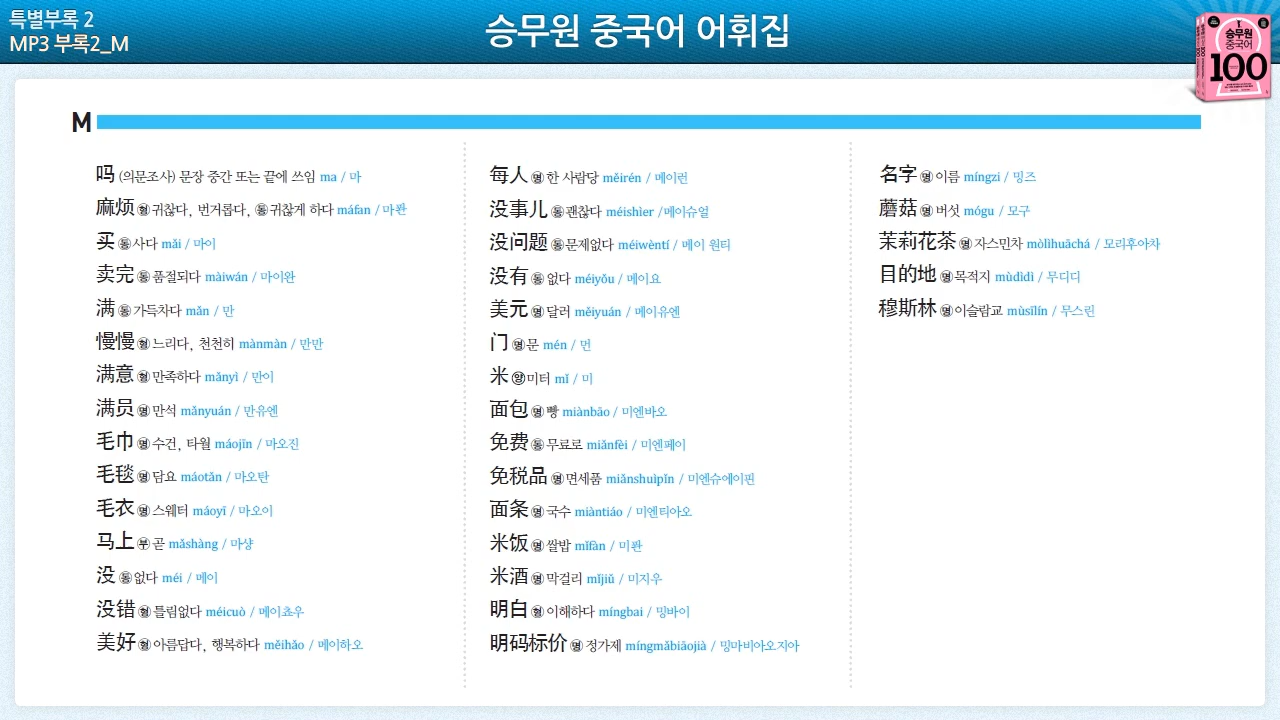 특별부록 2
MP3 부록2_M
승무원 중국어 어휘집
승무원
중국어
100
M
吗 (의문조사) 문장 중간 또는 끝에 쓰임 ma / 마
麻烦 형 귀찮다, 번거롭다, 동 귀찮게 하다 máfan / 마퐌
买 동 사다 mǎi / 마이
卖完 동 품절되다 màiwán / 마이완
满 동 가득차다 mǎn / 만
慢慢 형 느리다, 천천히 mànmàn / 만만
满意 형 만족하다 mǎnyì / 만이
满员 명 만석 mǎnyuán / 만유엔
毛巾 명 수건, 타월 máojīn / 마오진
毛毯 명 담요 máotǎn / 마오탄
毛衣 명 스웨터 máoyī / 마오이
马上 부 곧 mǎshàng / 마샹
没 동 없다 méi / 메이
没错 형 틀림없다 méicuò / 메이쵸우
美好 형 아름답다, 행복하다 měihǎo / 메이하오
每人 명 한 사람당 měirén / 메이런
没事儿 동 괜찮다 méishìer /메이슈얼
没问题 동 문제없다 méiwèntí / 메이 원티
没有 동 없다 méiyǒu / 메이요
美元 명 달러 měiyuán / 메이유엔
门 명 문 mén / 먼
米 양 미터 mǐ / 미
面包 명 빵 miànbāo / 미엔바오
免费 동 무료로 miǎnfèi / 미엔페이
免税品 명 면세품 miǎnshuìpǐn / 미엔슈에이핀
面条 명 국수 miàntiáo / 미엔티아오
米饭 명 쌀밥 mǐfàn / 미퐌
米酒 명 막걸리 mǐjiǔ / 미지우
明白 형 이해하다 míngbai / 밍바이
明码标价 명 정가제 míngmǎbiāojià / 밍마비아오지아
名字 명 이름 míngzi / 밍즈
蘑菇 명 버섯 mógu / 모구
茉莉花茶 명 자스민차 mòlìhuāchá / 모리후아차
目的地 명 목적지 mùdìdì / 무디디
穆斯林 명 이슬람교 mùsīlín / 무스린